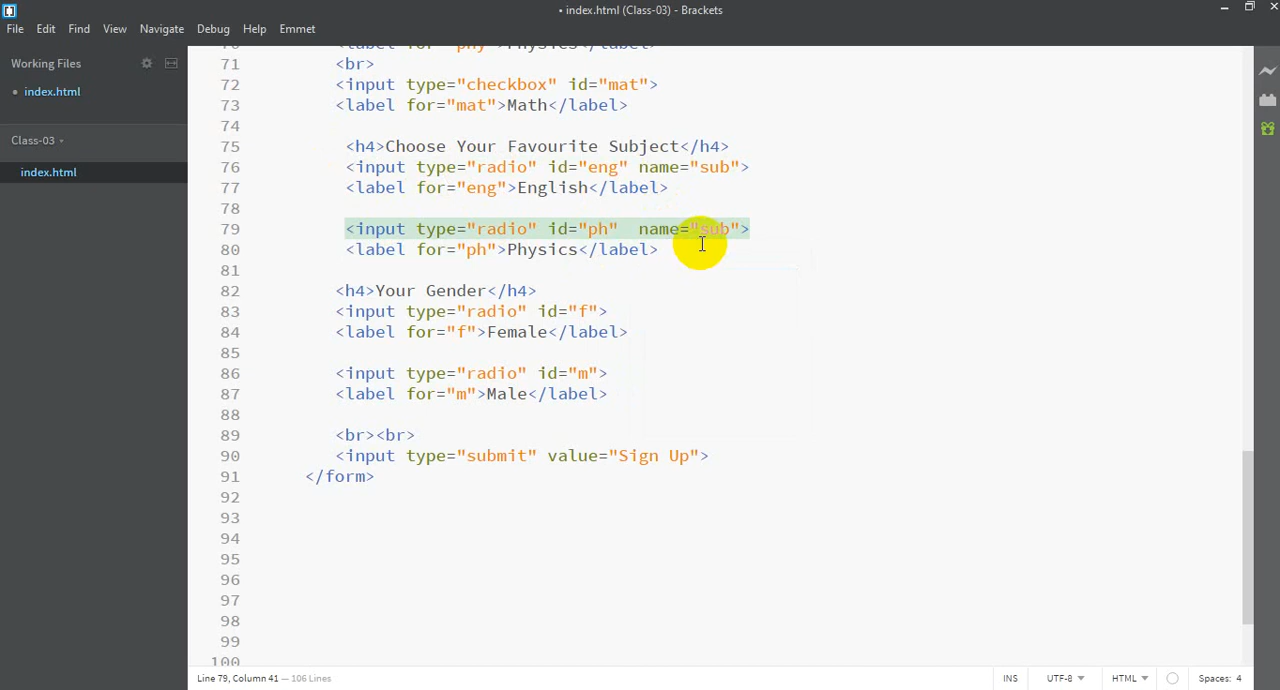 • index.html (Class-03) - Brackets
File Edit Find View Navigate Debug Help Emmet
Working Files
• index.html
Class-03
index.html
70 <label for="phy">Physics</label>
71 <br>
72 <input type="checkbox" id="mat">
73 <label for="mat">Math</label>
74
75 <h4>Choose Your Favourite Subject</h4>
76 <input type="radio" id="eng" name="sub">
77 <label for="eng">English</label>
78
79 <input type="radio" id="ph"  name="sub">
80 <label for="ph">Physics</label>
81
82 <h4>Your Gender</h4>
83 <input type="radio" id="f">
84 <label for="f">Female</label>
85
86 <input type="radio" id="m">
87 <label for="m">Male</label>
88
89 <br><br>
90 <input type="submit" value="Sign Up">
91 </form>
92
93
94
95
96
97
98
99
100
Line 79, Column 41 — 106 Lines
INS UTF-8 HTML Spaces: 4